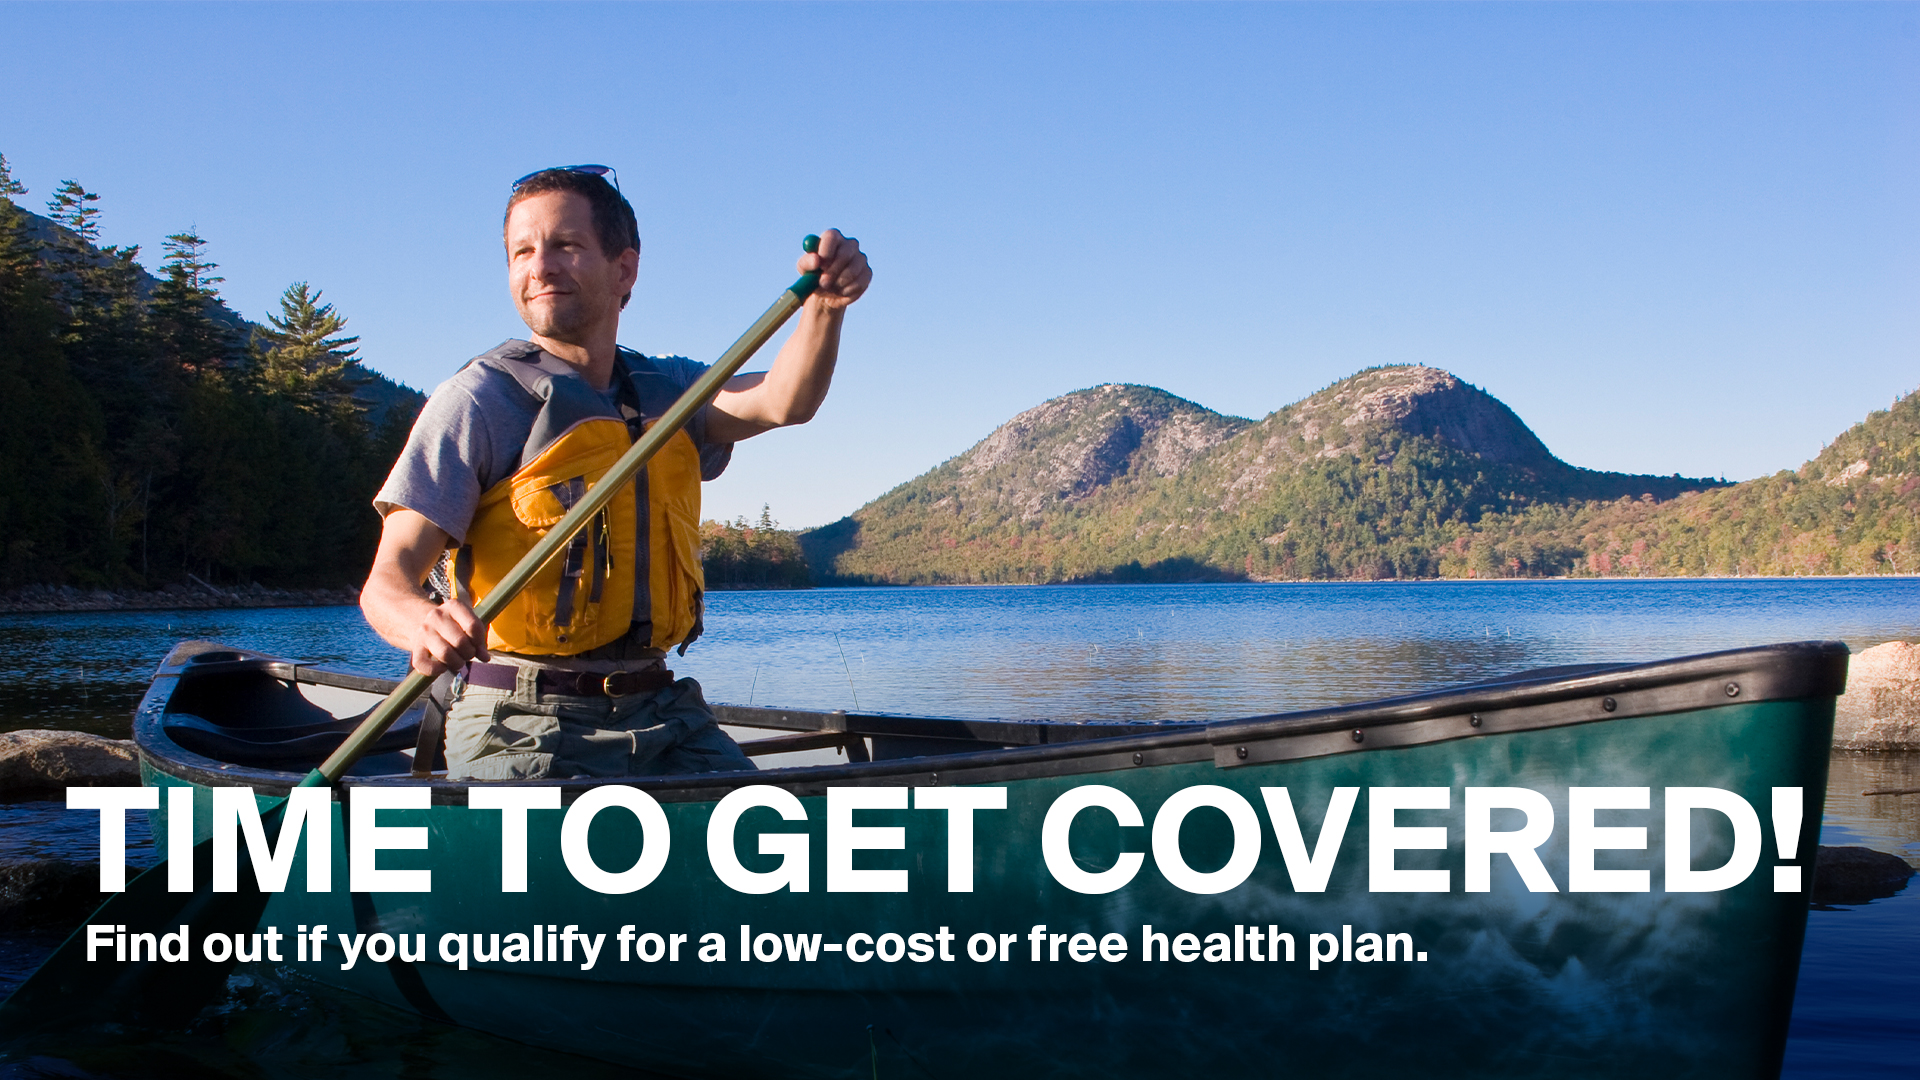 TIME TO GET COVERED!
Find out if you qualify for a low-cost or free health plan.